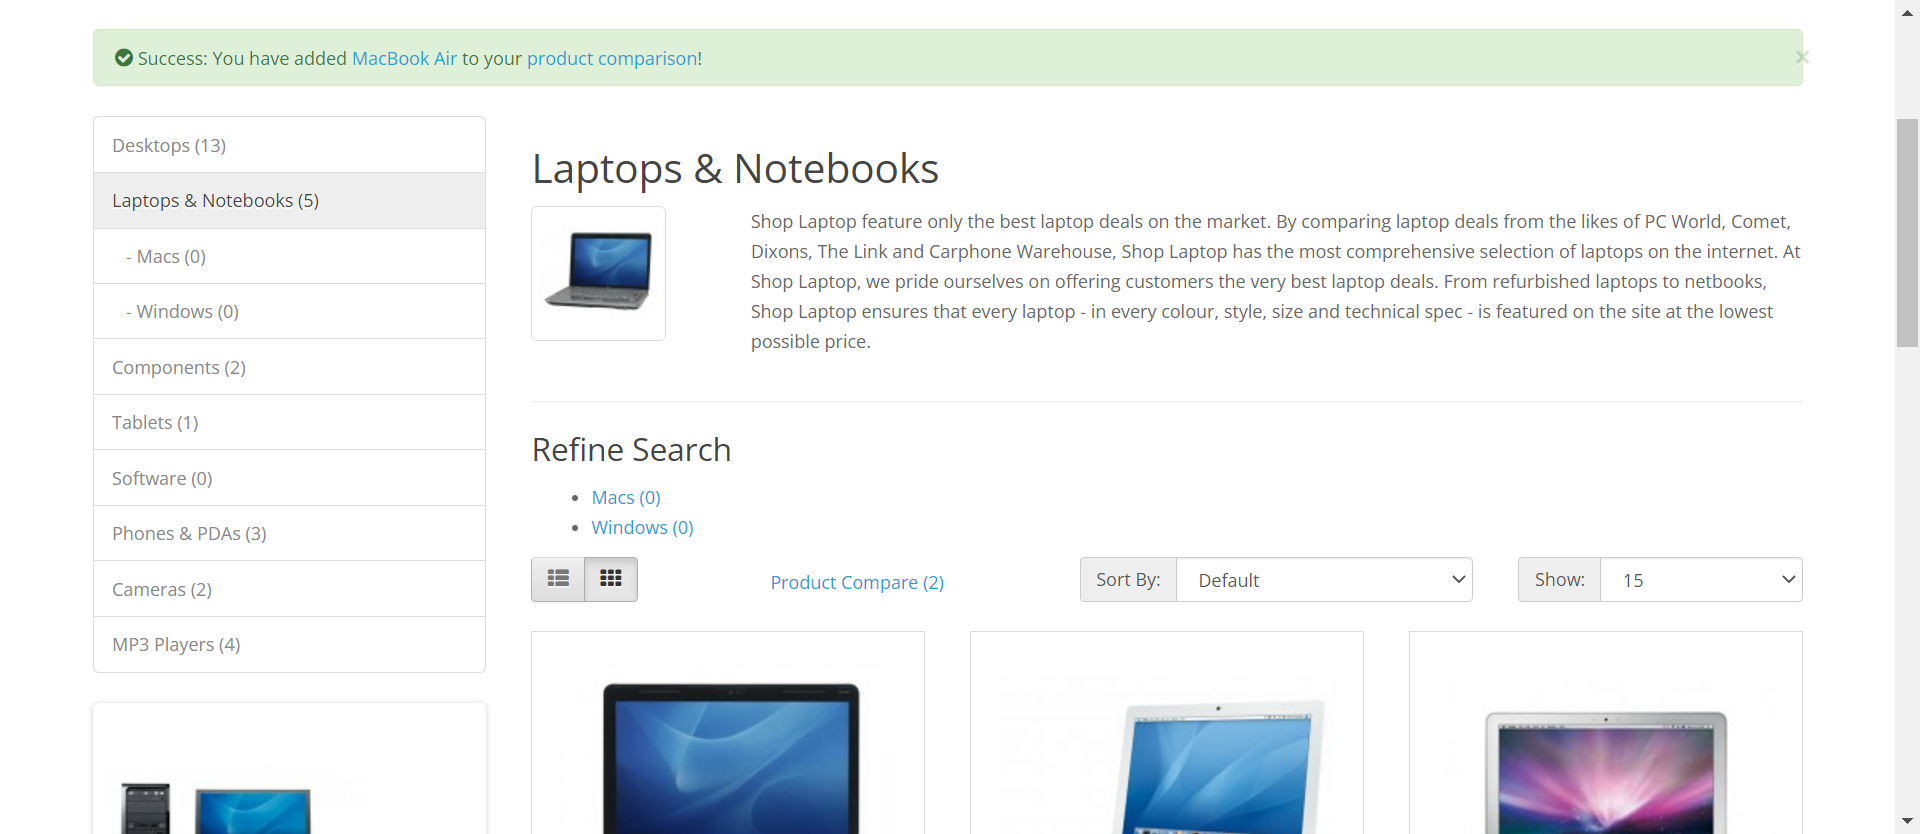 Success: You have added MacBook Air to your product comparison!
×
Desktops (13)
Laptops & Notebooks (5)
- Macs (0)
- Windows (0)
Components (2)
Tablets (1)
Software (0)
Phones & PDAs (3)
Cameras (2)
MP3 Players (4)
Laptops & Notebooks
Shop Laptop feature only the best laptop deals on the market. By comparing laptop deals from the likes of PC World, Comet,
Dixons, The Link and Carphone Warehouse, Shop Laptop has the most comprehensive selection of laptops on the internet. At
Shop Laptop, we pride ourselves on offering customers the very best laptop deals. From refurbished laptops to netbooks,
Shop Laptop ensures that every laptop - in every colour, style, size and technical spec - is featured on the site at the lowest
possible price.
Refine Search
Macs (0)
Windows (0)
Product Compare (2)
Sort By: Default
Show: 15